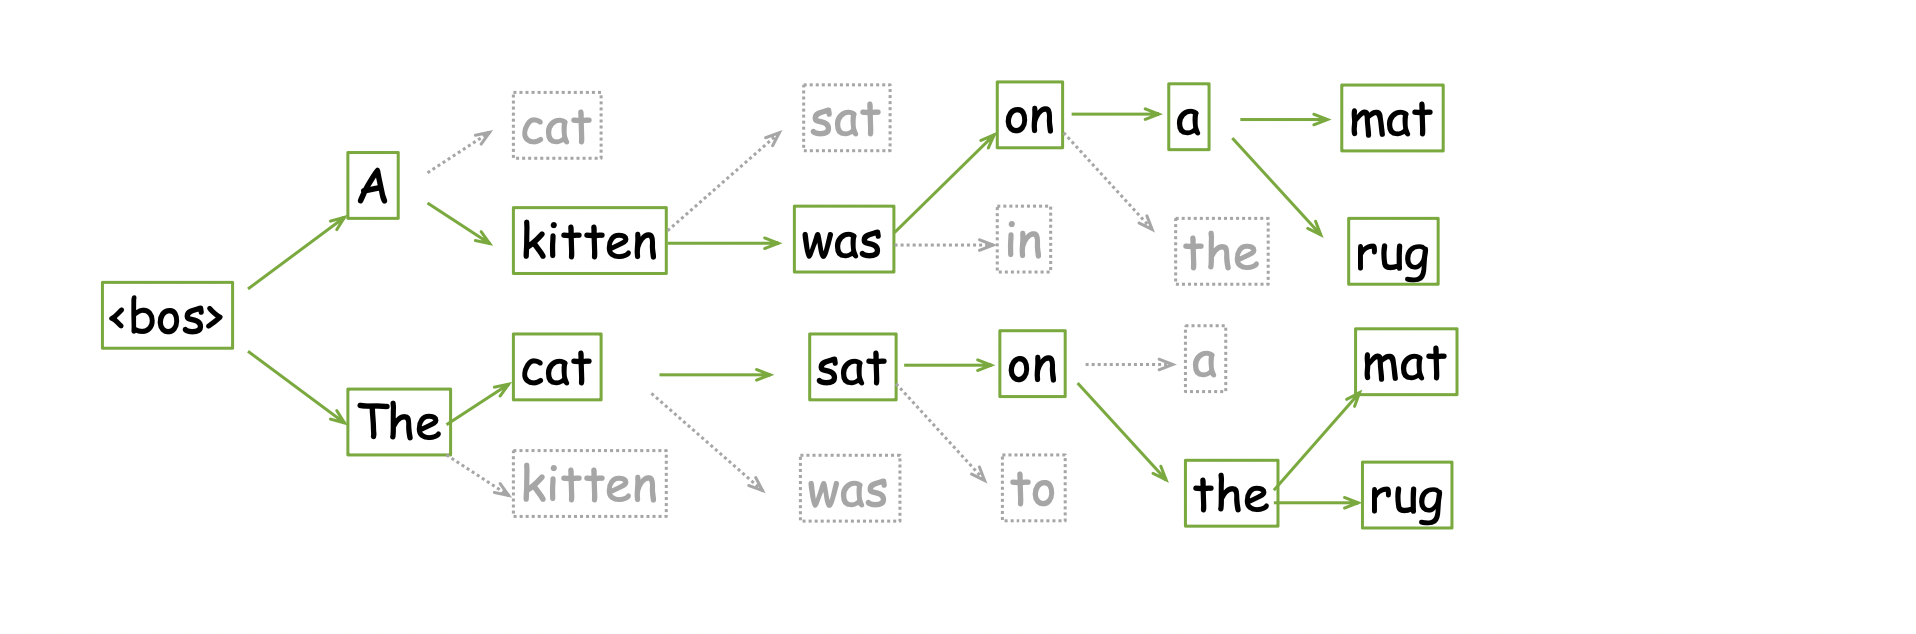 <bos>
A
cat
kitten
sat
was
on
in
a
the
mat
rug
The
cat
kitten
sat
was
on
to
a
the
mat
rug